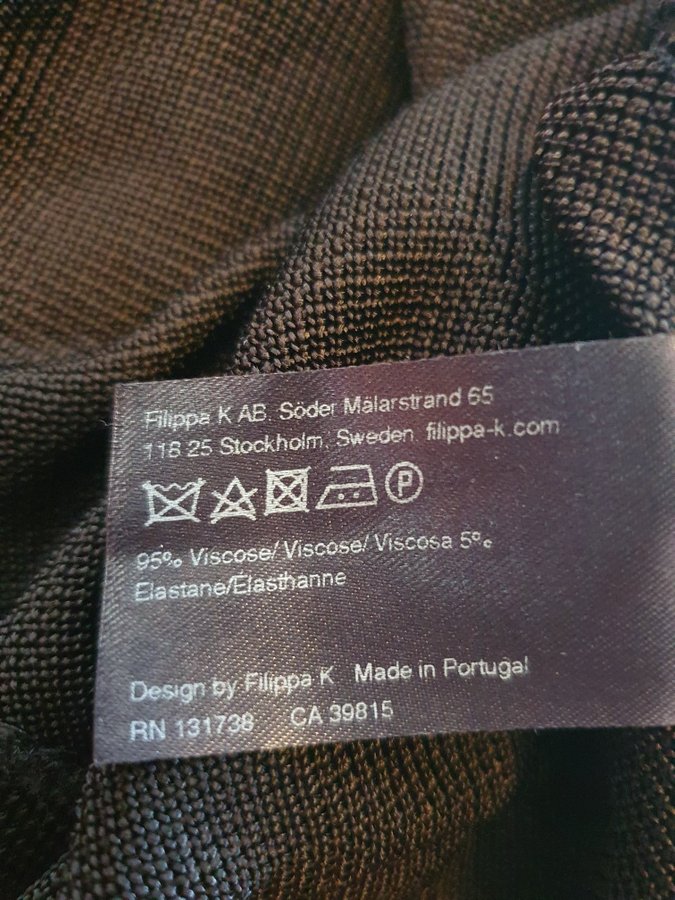 Filippa K AB. Söder Mälarstrand 65
118 25 Stockholm, Sweden. filippa-k.com
P
95% Viscose/ Viscose/ Viscosa 5%
Elastane/Elasthanne
Design by Filippa K Made in Portugal
RN 131738 CA 39815